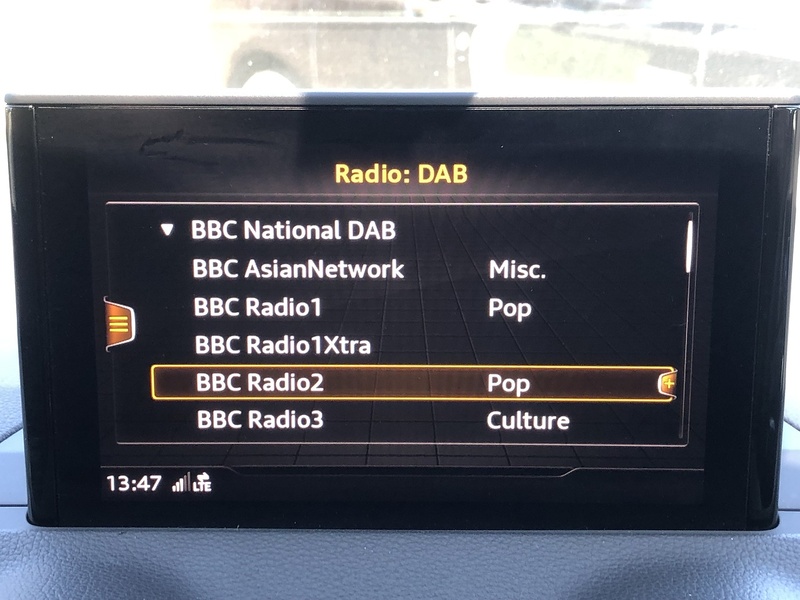 Radio: DAB
BBC National DAB
BBC AsianNetwork Misc.
BBC Radio1 Pop
BBC Radio1Xtra
BBC Radio2 Pop
BBC Radio3 Culture
13:47 LTE